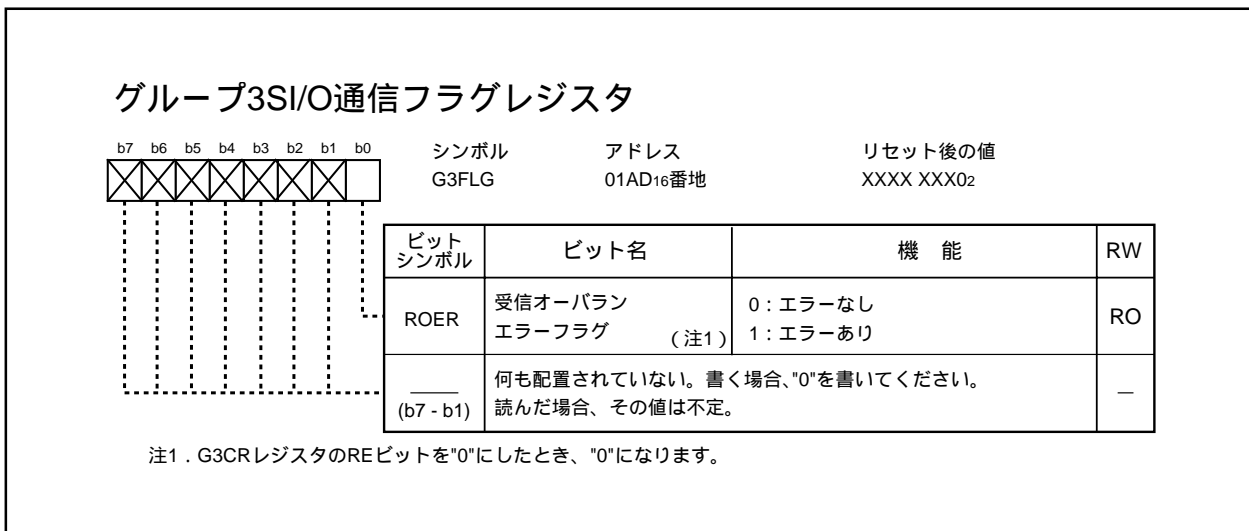 グループ3SI/O通信フラグレジスタ
b7 b6 b5 b4 b3 b2 b1 b0
シンボル アドレス リセット後の値
G3FLG 01AD16番地 XXXX XXX02
ビット
シンボル
ビット名 機 能 RW
ROER
受信オーバラン
エラーフラグ (注1)
0:エラーなし
1:エラーあり
RO
(b7 - b1)
何も配置されていない。書く場合、"0"を書いてください。
読んだ場合、その値は不定。
—
注1.G3CRレジスタのREビットを"0"にしたとき、"0"になります。